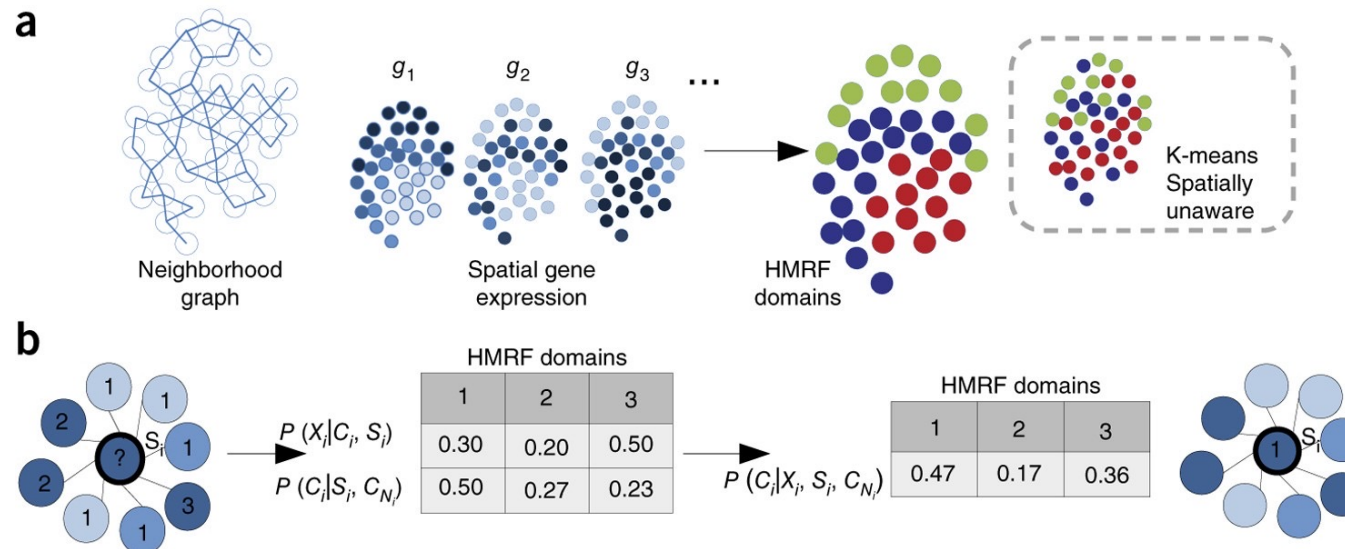 a
g1
g2
g3
...
K-means
Spatially
unaware
Neighborhood
graph
Spatial gene
expression
HMRF
domains
b
HMRF domains
1 2 3
P (Xi|Ci, Si) 0.30 0.20 0.50
P (Ci|Si, CNi) 0.50 0.27 0.23
HMRF domains
1 2 3
P (Ci|Xi, Si, CNi) 0.47 0.17 0.36
1
1
2
Si
1
?
2
3
1
1
Si
1